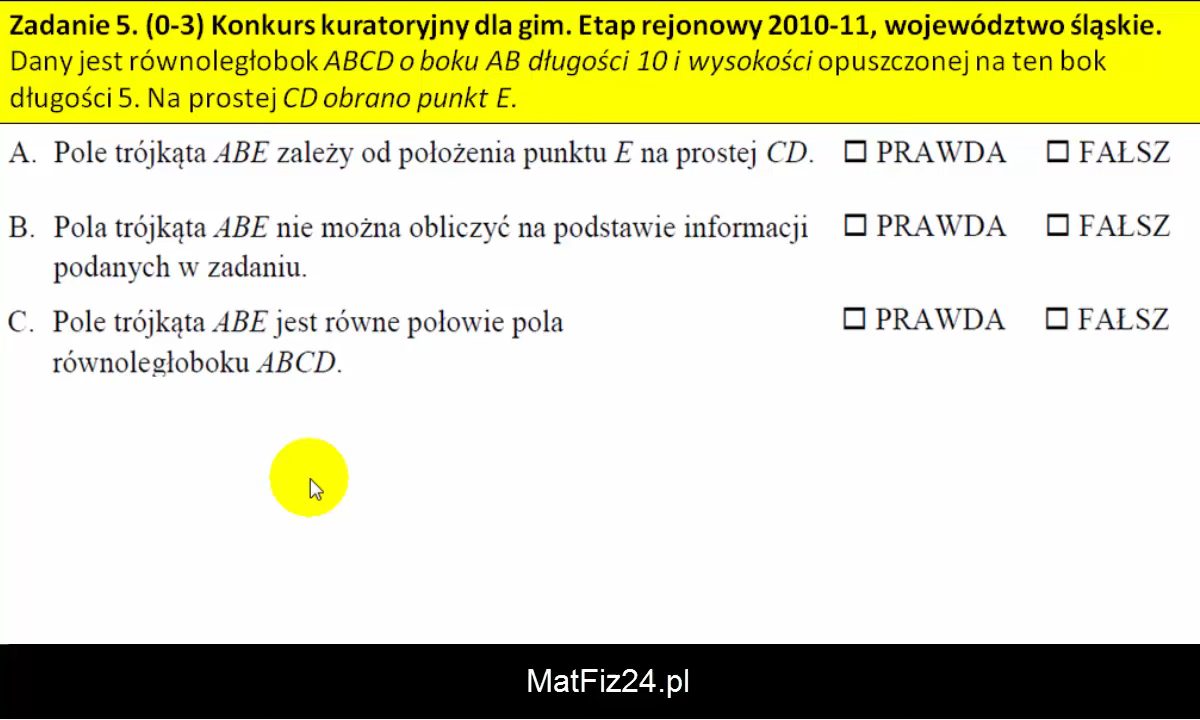 Zadanie 5. (0-3) Konkurs kuratoryjny dla gim. Etap rejonowy 2010-11, województwo śląskie.
Dany jest równoległobok ABCD o boku AB długości 10 i wysokości opuszczonej na ten bok
długości 5. Na prostej CD obrano punkt E.
A. Pole trójkąta ABE zależy od położenia punktu E na prostej CD. PRAWDA FAŁSZ
B. Pola trójkąta ABE nie można obliczyć na podstawie informacji PRAWDA FAŁSZ
podanych w zadaniu.
C. Pole trójkąta ABE jest równe połowie pola PRAWDA FAŁSZ
równoległoboku ABCD.
MatFiz24.pl